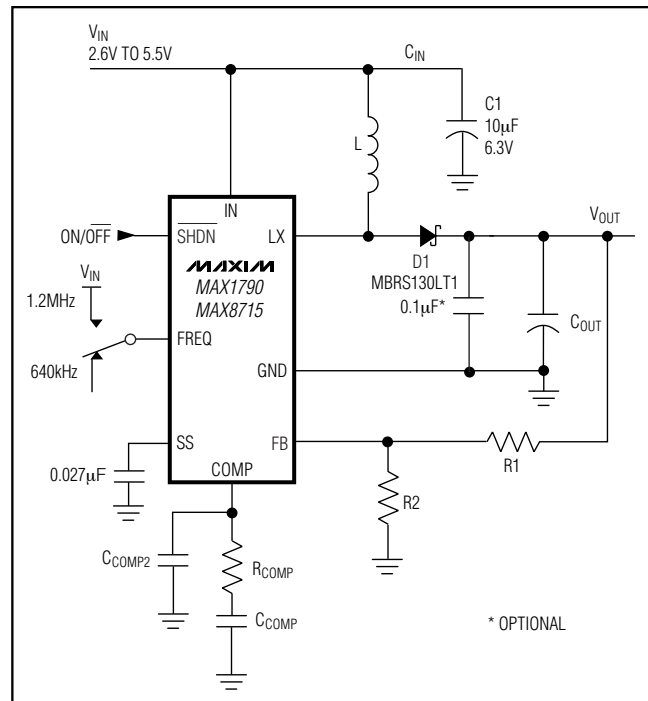 VIN
2.6V TO 5.5V
CIN
C1
10μF
6.3V
L
IN
ON/OFF
SHDN
LX
VOUT
MAXIM
MAX1790
MAX8715
D1
MBRS130LT1
0.1μF*
COUT
VIN
1.2MHz
FREQ
640kHz
GND
SS
FB
R1
0.027μF
COMP
R2
CCOMP2
RCOMP
CCOMP
* OPTIONAL